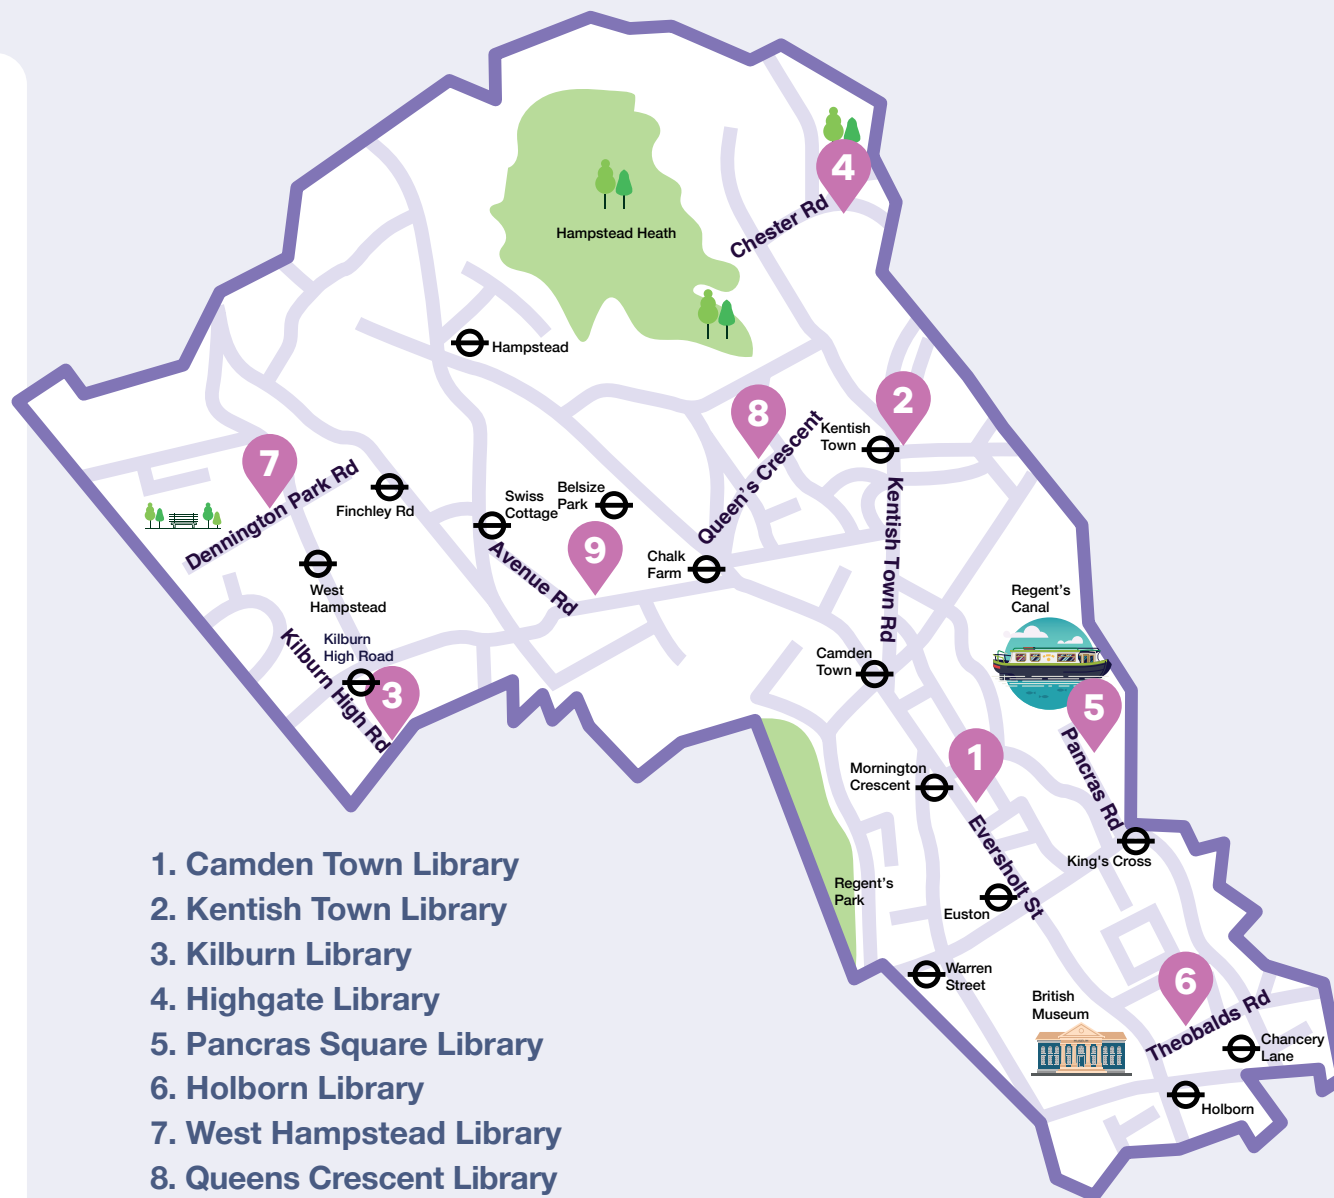 4
Chester Rd
Hampstead Heath
Hampstead
8
2
Kentish
Town
Queen's Crescent
7
Dennington Park Rd
Finchley Rd
Swiss
Cottage
Belsize
Park
Avenue Rd
9
Chalk
Farm
Kentish Town Rd
West
Hampstead
Kilburn
High Road
Kilburn High Rd
3
Regent's
Canal
Camden
Town
5
Pancras Rd
1
Mornington
Crescent
Eversholt St
King's Cross
Regent's
Park
Euston
Warren
Street
6
Theobalds Rd
British
Museum
Chancery
Lane
Holborn
1. Camden Town Library
2. Kentish Town Library
3. Kilburn Library
4. Highgate Library
5. Pancras Square Library
6. Holborn Library
7. West Hampstead Library
8. Queens Crescent Library